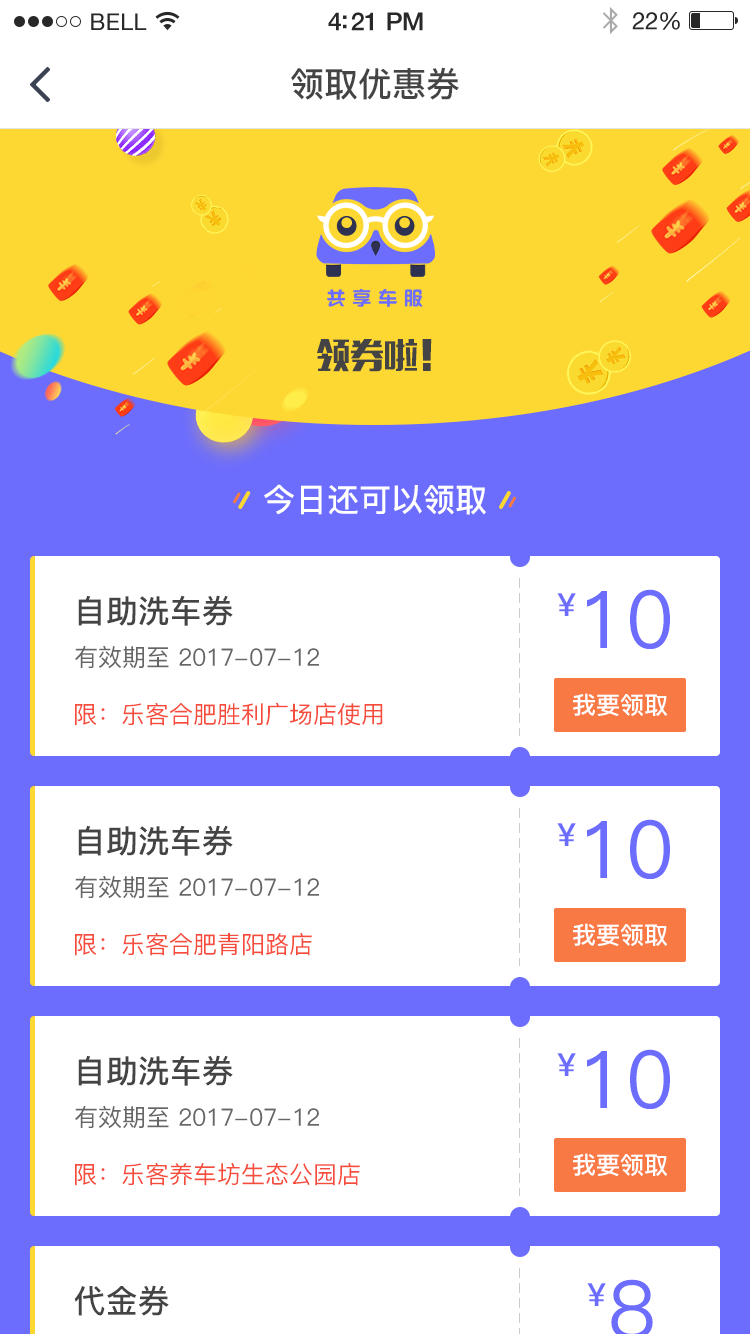 BELL 4:21 PM 22%
领取优惠券
共享车服
领券啦!
今日还可以领取
自助洗车券
有效期至 2017-07-12
限：乐客合肥胜利广场店使用
¥10
我要领取
自助洗车券
有效期至 2017-07-12
限：乐客合肥青阳路店
¥10
我要领取
自助洗车券
有效期至 2017-07-12
限：乐客养车坊生态公园店
¥10
我要领取
代金券
¥8